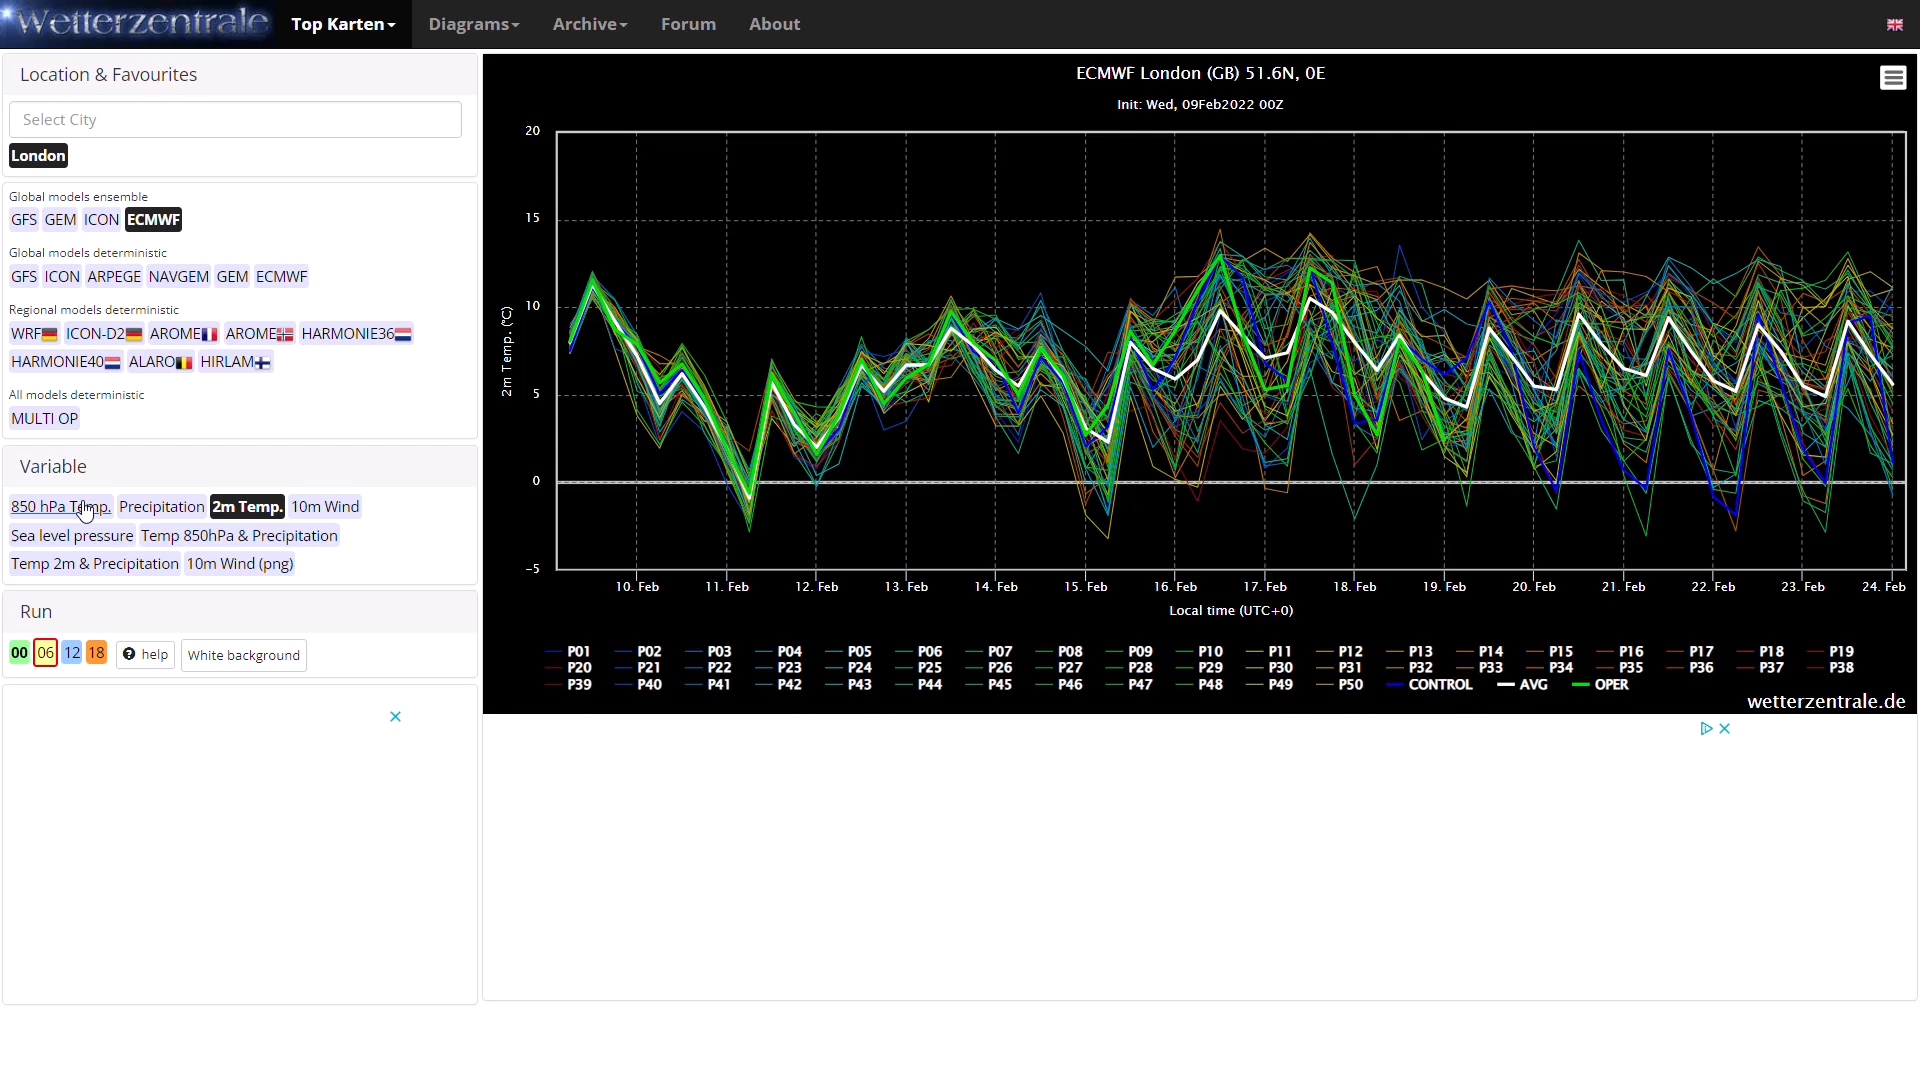 Wetterzentrale Top Karten Diagrams Archive Forum About
Location & Favourites
Select City
London
Global models ensemble
GFS GEM ICON ECMWF
Global models deterministic
GFS ICON ARPEGE NAVGEM GEM ECMWF
Regional models deterministic
WRF ICON-D2 AROME AROME HARMONIE36
HARMONIE40 ALARO HIRLAM
All models deterministic
MULTI OP
Variable
850 hPa Temp. Precipitation 2m Temp. 10m Wind
Sea level pressure Temp 850hPa & Precipitation
Temp 2m & Precipitation 10m Wind (png)
Run
00 06 12 18 help White background
ECMWF London (GB) 51.6N, 0E
Init: Wed, 09Feb2022 00Z
20
15
10
5
0
-5
2m Temp. (°C)
10. Feb 11. Feb 12. Feb 13. Feb 14. Feb 15. Feb 16. Feb 17. Feb 18. Feb 19. Feb 20. Feb 21. Feb 22. Feb 23. Feb 24. Feb
Local time (UTC+0)
P01 P02 P03 P04 P05 P06 P07 P08 P09 P10 P11 P12 P13 P14 P15 P16 P17 P18 P19
P20 P21 P22 P23 P24 P25 P26 P27 P28 P29 P30 P31 P32 P33 P34 P35 P36 P37 P38
P39 P40 P41 P42 P43 P44 P45 P46 P47 P48 P49 P50 CONTROL AVG OPER
wetterzentrale.de